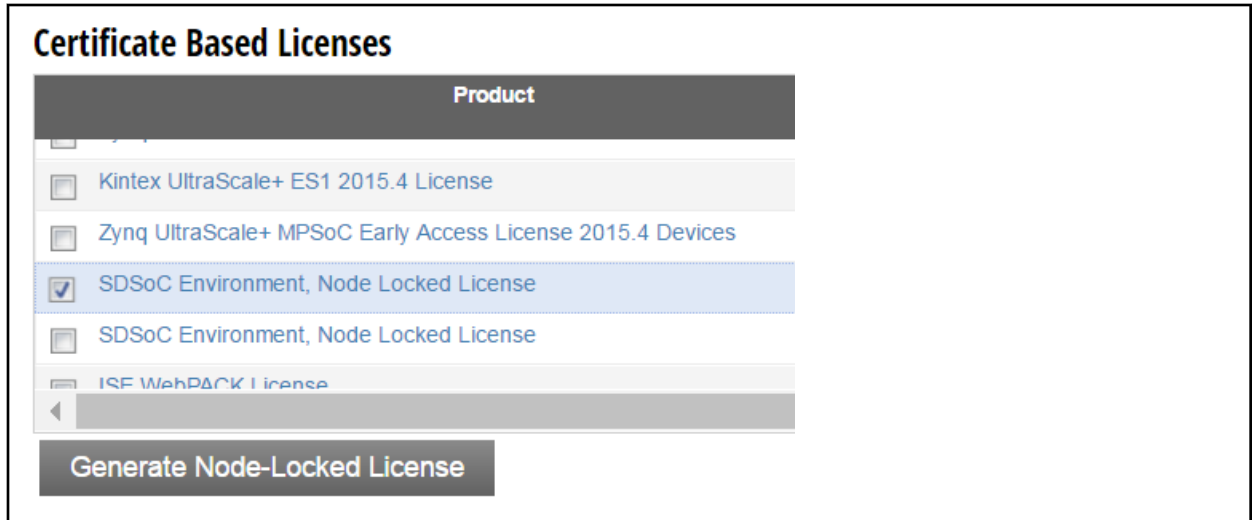 Certificate Based Licenses
Product
Kintex UltraScale+ ES1 2015.4 License
Zynq UltraScale+ MPSoC Early Access License 2015.4 Devices
SDSoC Environment, Node Locked License
SDSoC Environment, Node Locked License
ISE WebPACK License
Generate Node-Locked License